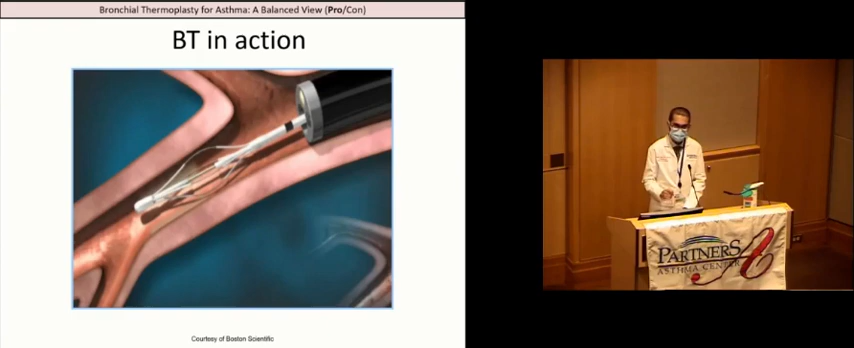 Bronchial Thermoplasty for Asthma: A Balanced View (Pro/Con)
BT in action
Courtesy of Boston Scientific
PARTNERS
ASTHMA CENTER